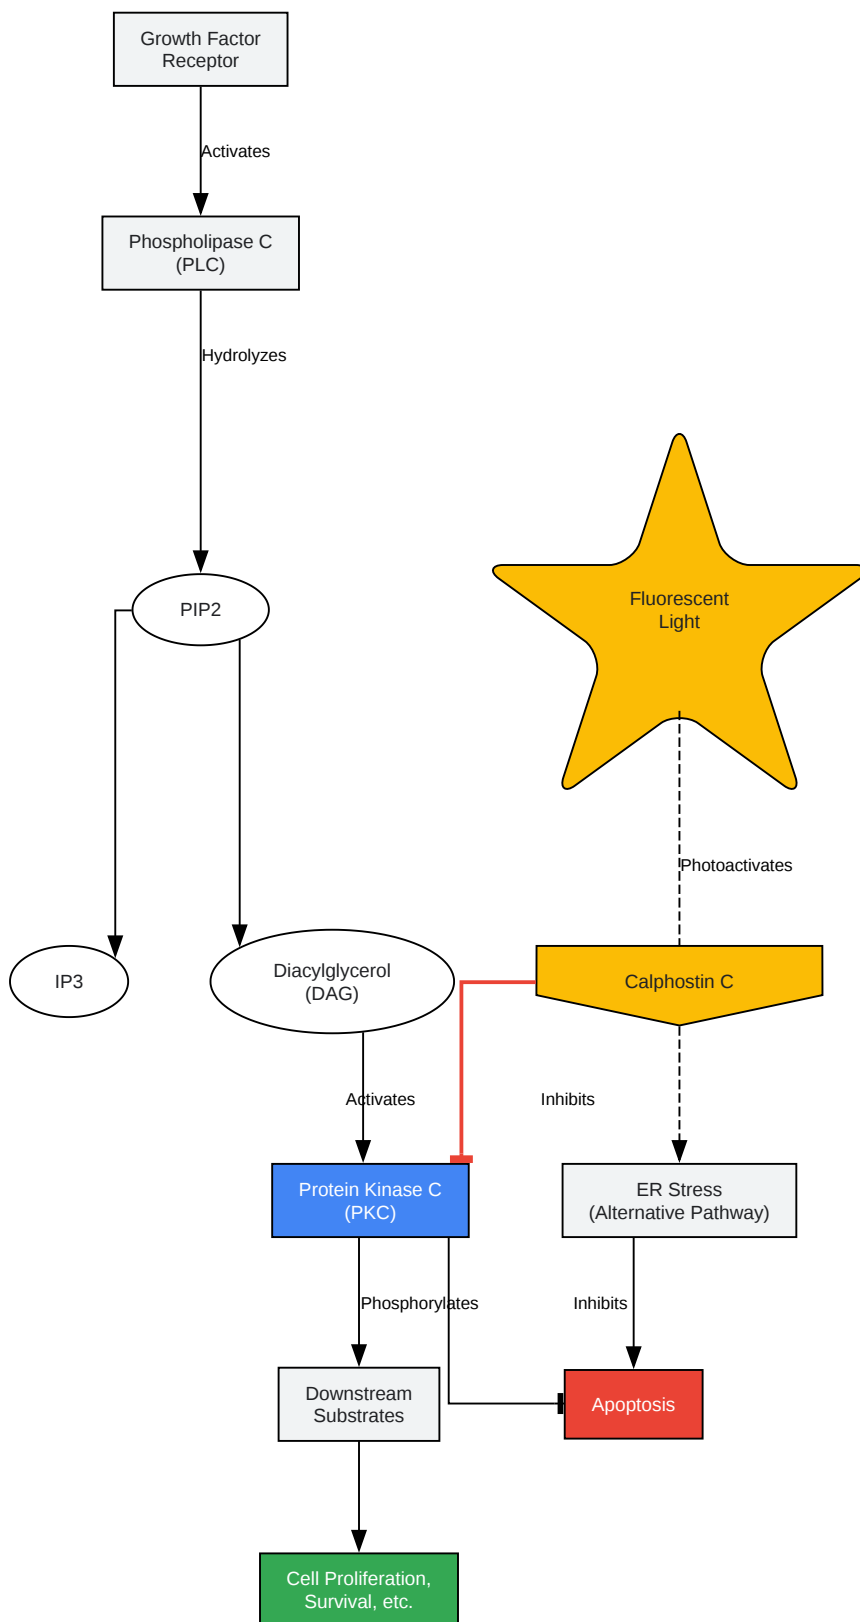 Growth Factor
Receptor
Activates
Phospholipase C
(PLC)
Hydrolyzes
PIP2
Fluorescent
Light
Photoactivates
IP3
Diacylglycerol
(DAG)
Calphostin C
Activates
Inhibits
Protein Kinase C
(PKC)
ER Stress
(Alternative Pathway)
Phosphorylates
Inhibits
Downstream
Substrates
Apoptosis
Cell Proliferation,
Survival, etc.